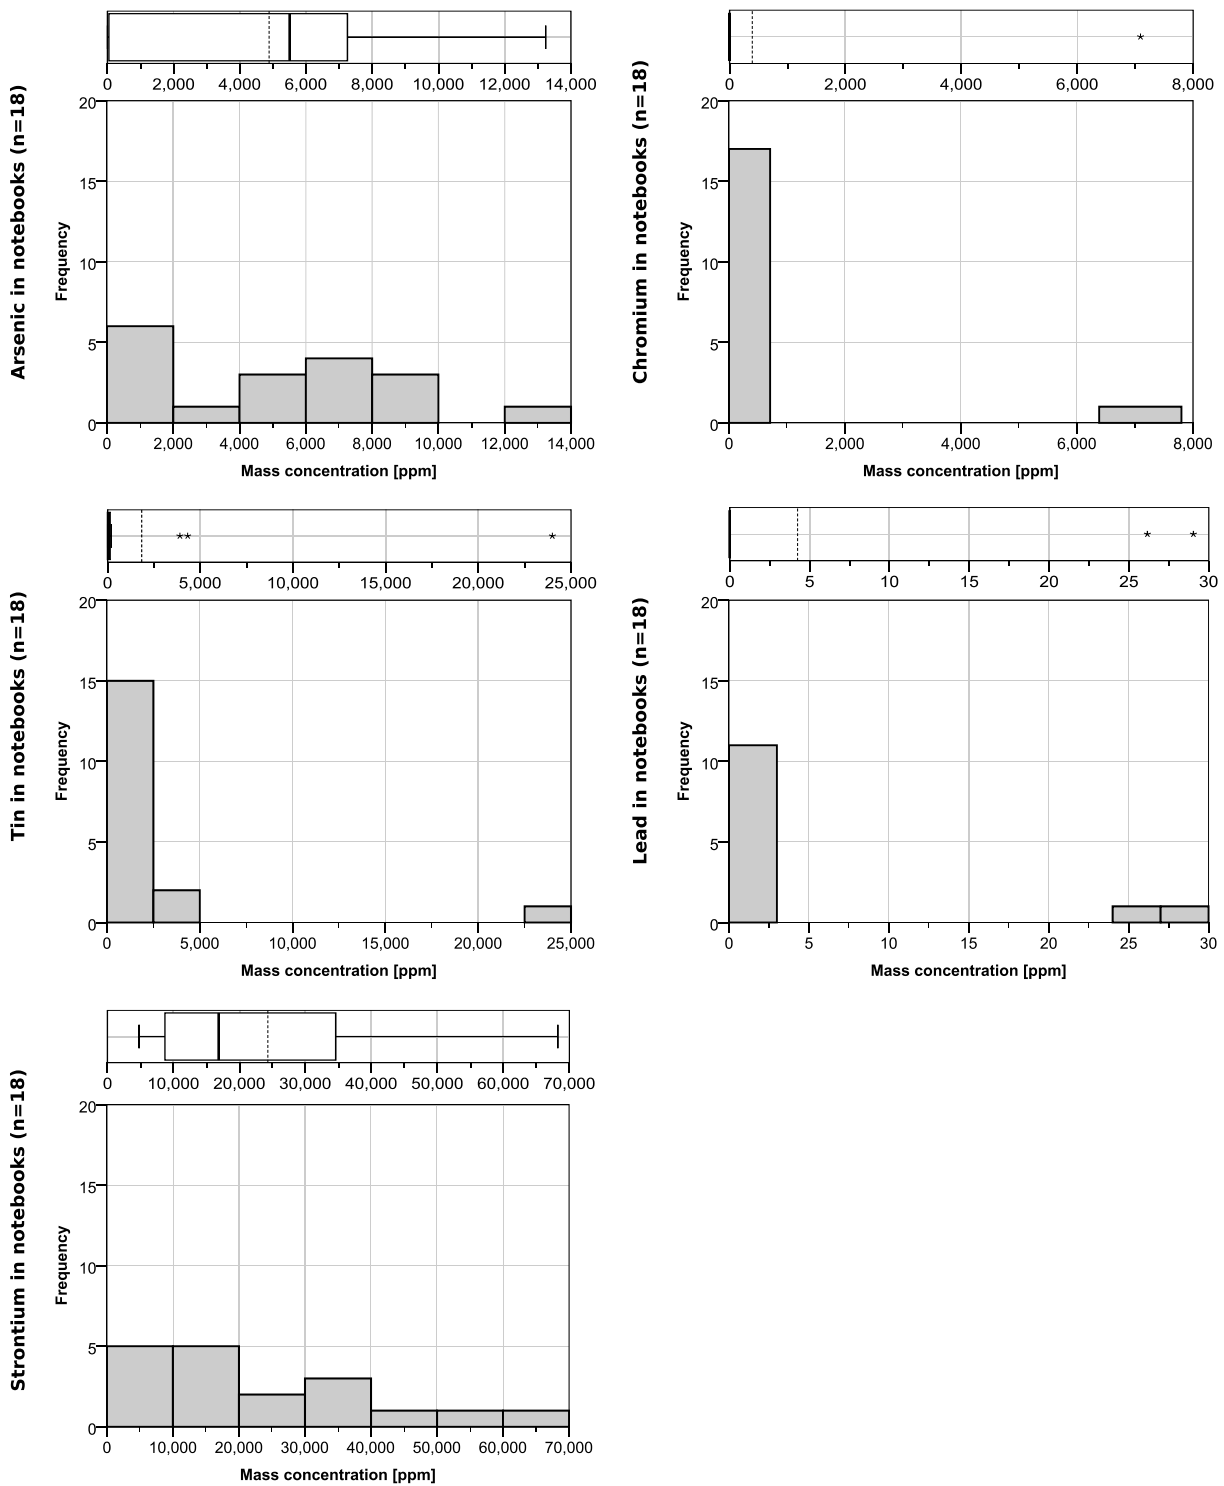 0 2,000 4,000 6,000 8,000 10,000 12,000 14,000
Arsenic in notebooks (n=18)
Frequency
20
15
10
5
0
0 2,000 4,000 6,000 8,000 10,000 12,000 14,000
Mass concentration [ppm]
*
0 2,000 4,000 6,000 8,000
Chromium in notebooks (n=18)
Frequency
20
15
10
5
0
0 2,000 4,000 6,000 8,000
Mass concentration [ppm]
** *
0 5,000 10,000 15,000 20,000 25,000
Tin in notebooks (n=18)
Frequency
20
15
10
5
0
0 5,000 10,000 15,000 20,000 25,000
Mass concentration [ppm]
* *
0 5 10 15 20 25 30
Lead in notebooks (n=18)
Frequency
20
15
10
5
0
0 5 10 15 20 25 30
Mass concentration [ppm]
0 10,000 20,000 30,000 40,000 50,000 60,000 70,000
Strontium in notebooks (n=18)
Frequency
20
15
10
5
0
0 10,000 20,000 30,000 40,000 50,000 60,000 70,000
Mass concentration [ppm]